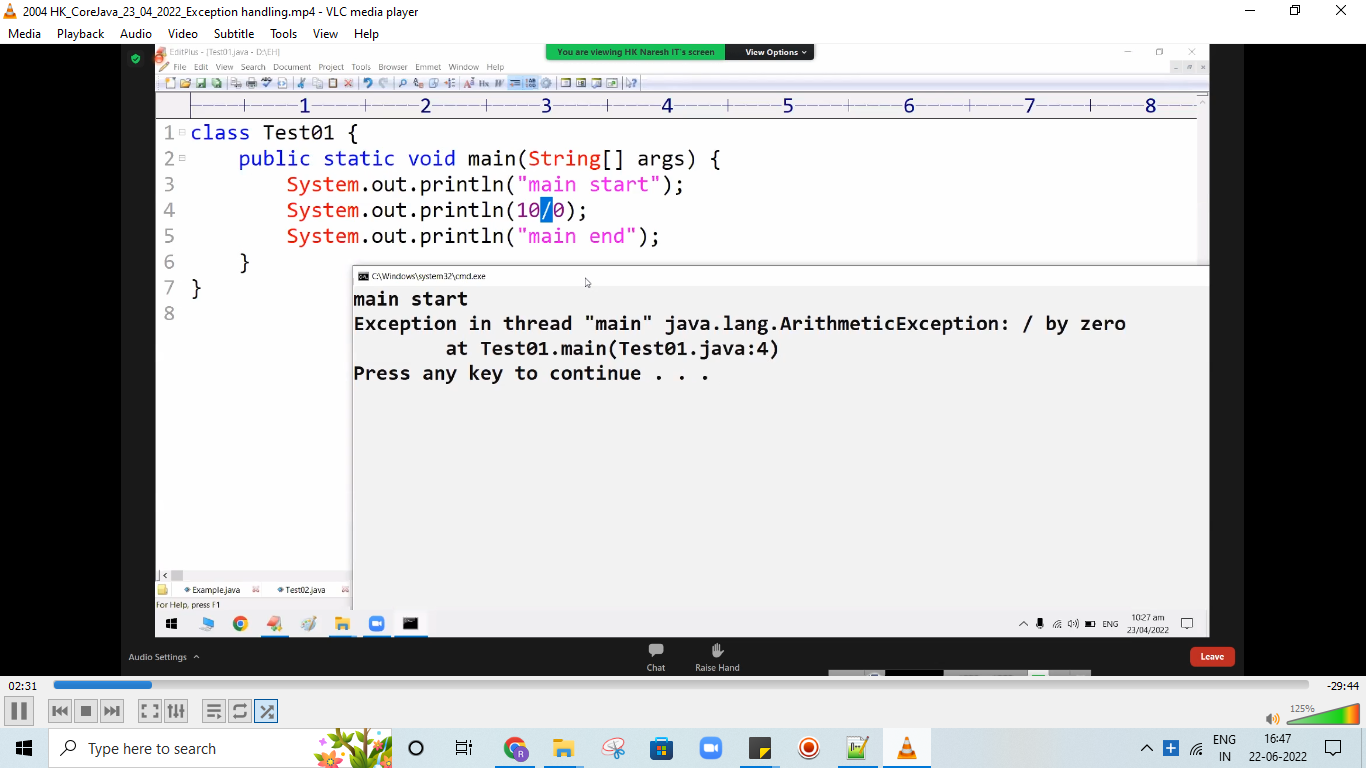 2004 HK_CoreJava_23_04_2022_Exception handling.mp4 - VLC media player
Media Playback Audio Video Subtitle Tools View Help
EditPlus - [Test01.java - D:\EH]
You are viewing HK Naresh IT's screen View Options
File Edit View Search Document Project Tools Browser Emmet Window Help
1 2 3 4 5 6 7 8
1 class Test01 {
2 public static void main(String[] args) {
3 System.out.println("main start");
4 System.out.println(10/0);
5 System.out.println("main end");
6 }
7 }
8
C:\Windows\system32\cmd.exe
main start
Exception in thread "main" java.lang.ArithmeticException: / by zero
at Test01.main(Test01.java:4)
Press any key to continue . . .
Example.java Test02.java
For Help, press F1
ENG 10:27 am
23/04/2022
Audio Settings Chat Raise Hand Leave
02:31 -29:44
125%
Type here to search
ENG 16:47
IN 22-06-2022